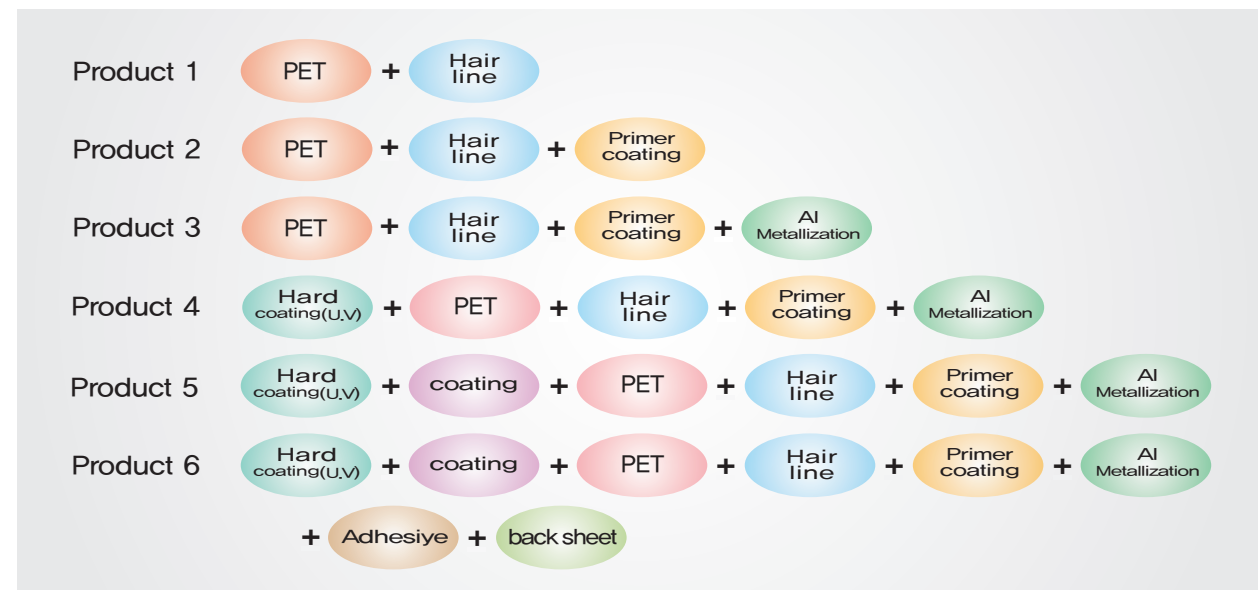 Product 1 PET + Hair line
Product 2 PET + Hair line + Primer coating
Product 3 PET + Hair line + Primer coating + Al Metallization
Product 4 Hard coating(U.V) + PET + Hair line + Primer coating + Al Metallization
Product 5 Hard coating(U.V) + coating + PET + Hair line + Primer coating + Al Metallization
Product 6 Hard coating(U.V) + coating + PET + Hair line + Primer coating + Al Metallization
+ Adhesiye + back sheet